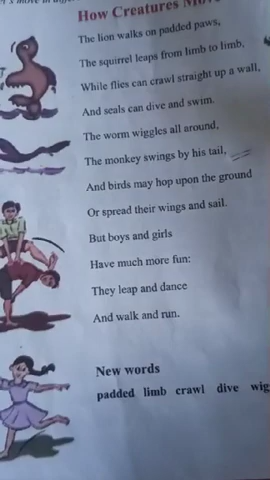 How Creatures Move
The lion walks on padded paws,
The squirrel leaps from limb to limb,
While flies can crawl straight up a wall,
And seals can dive and swim.
The worm wiggles all around,
The monkey swings by his tail,
And birds may hop upon the ground
Or spread their wings and sail.
But boys and girls
Have much more fun:
They leap and dance
And walk and run.
New words
padded limb crawl dive wig